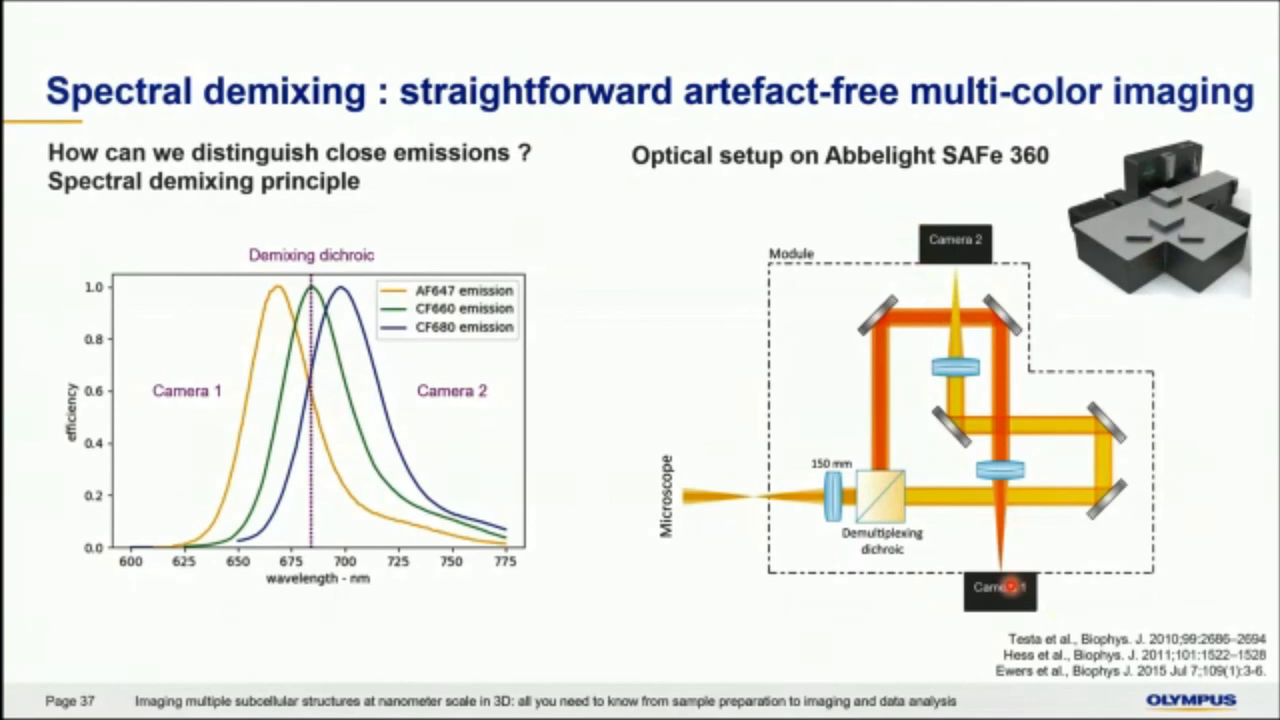 Spectral demixing : straightforward artefact-free multi-color imaging
How can we distinguish close emissions ?
Spectral demixing principle
Optical setup on Abbelight SAFe 360
Demixing dichroic
1.0
0.8
0.6
0.4
0.2
0.0
efficiency
AF647 emission
CF660 emission
CF680 emission
Camera 1
Camera 2
600 625 650 675 700 725 750 775
wavelength - nm
Module
Camera 2
Microscope
150 mm
Demultiplexing
dichroic
Camera 1
Testa et al., Biophys. J. 2010;99:2686–2694
Hess et al., Biophys. J. 2011;101:1522–1528
Ewers et al., Biophys. J. 2015 Jul 7;109(1):3-6.
Page 37 Imaging multiple subcellular structures at nanometer scale in 3D: all you need to know from sample preparation to imaging and data analysis OLYMPUS